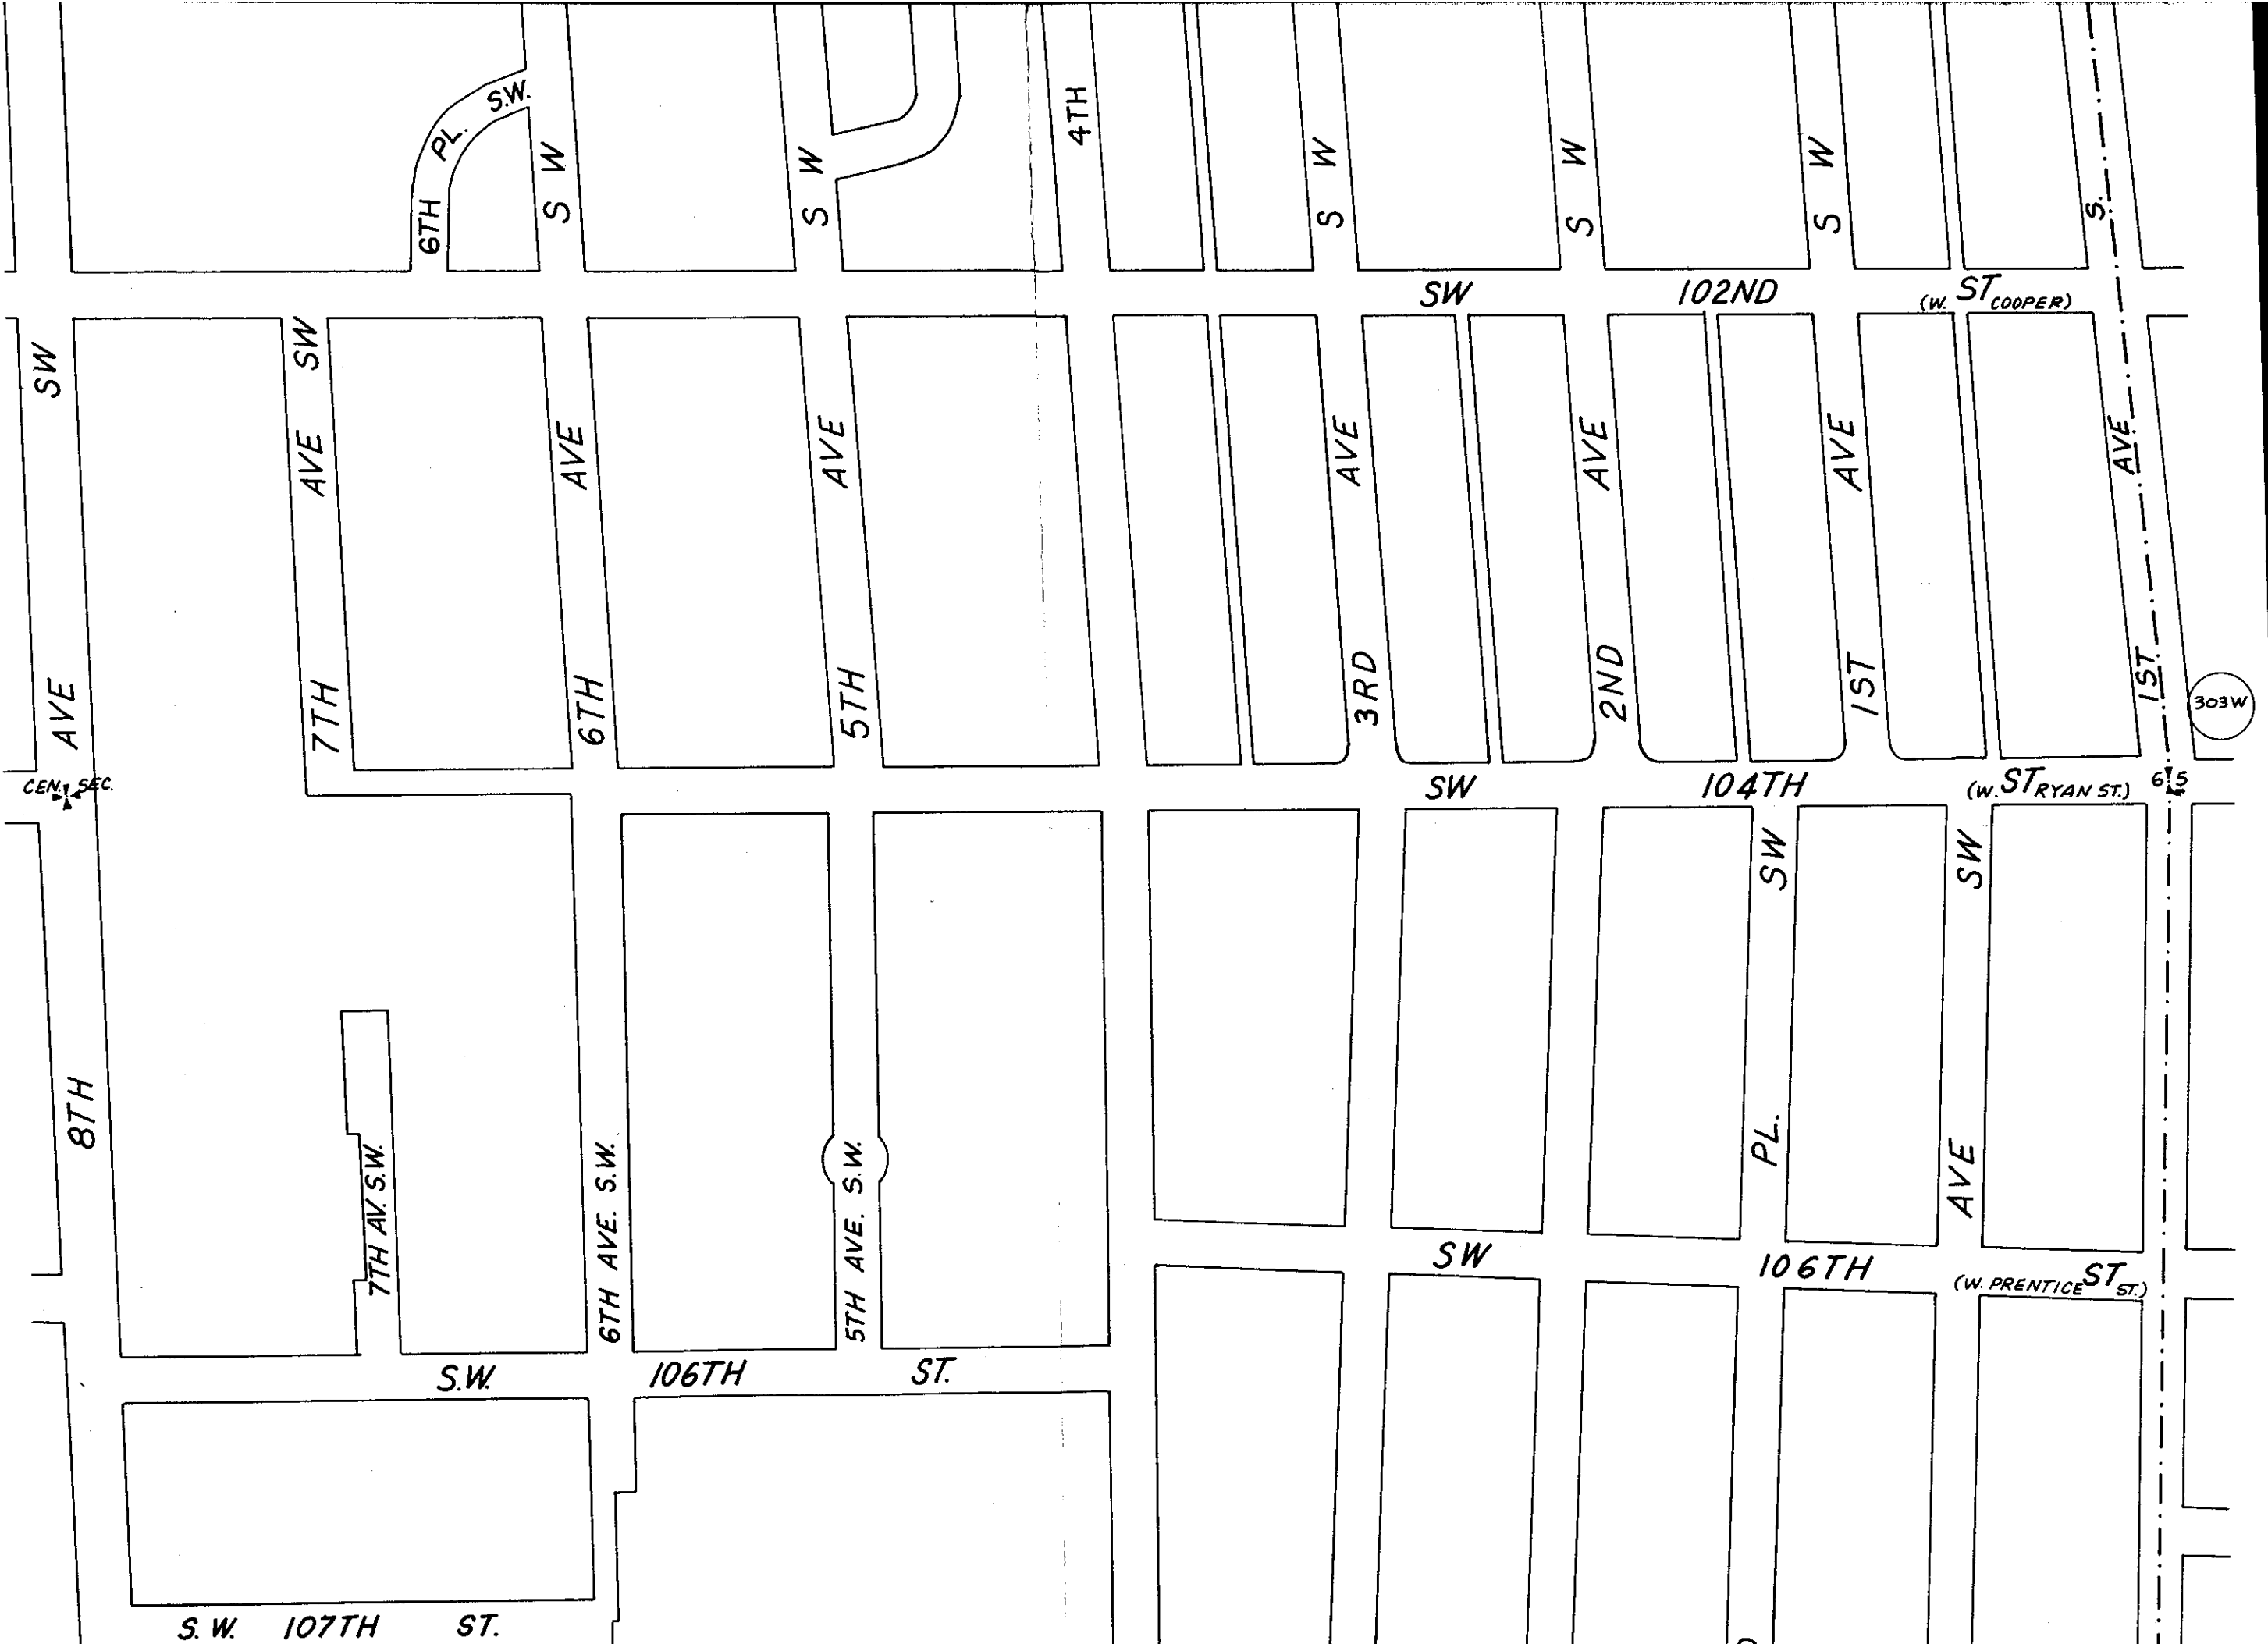 6TH PL. S.W.
4TH
SW 102ND ST
(W. COOPER)
8TH AVE SW
7TH AVE SW
6TH AVE S W
5TH AVE S W
3RD AVE S W
2ND AVE S W
1ST AVE S W
1ST. AVE. S.
303W
CEN. SEC.
SW 104TH ST
(W. RYAN ST.)
6 5
PL. SW
AVE SW
7TH AV. S.W.
6TH AVE. S.W.
5TH AVE. S.W.
SW 106TH ST
(W. PRENTICE ST.)
S.W. 106TH ST.
S.W. 107TH ST.